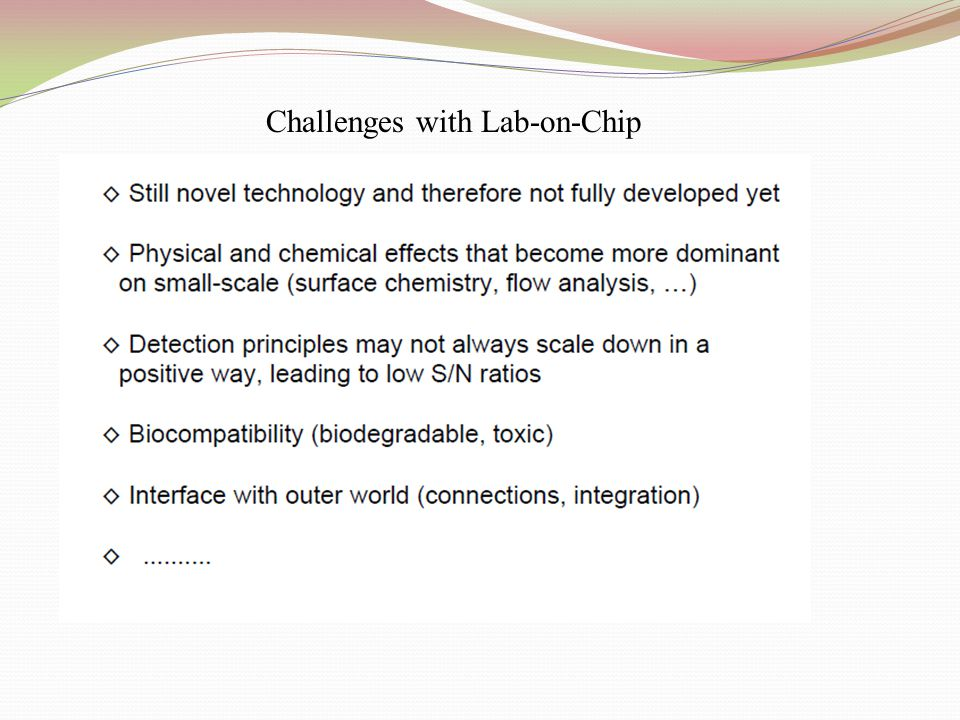 Challenges with Lab-on-Chip
◊ Still novel technology and therefore not fully developed yet
◊ Physical and chemical effects that become more dominant
on small-scale (surface chemistry, flow analysis, …)
◊ Detection principles may not always scale down in a
positive way, leading to low S/N ratios
◊ Biocompatibility (biodegradable, toxic)
◊ Interface with outer world (connections, integration)
◊ ..........